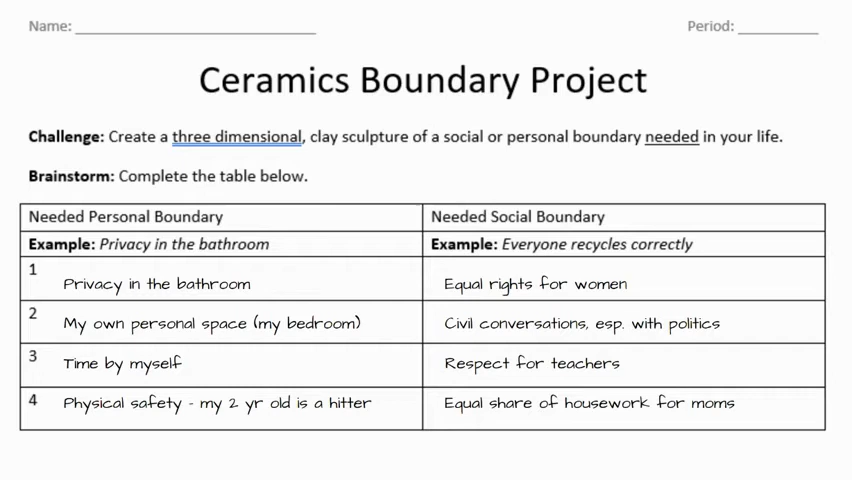 Name: ____________________ Period: ________
Ceramics Boundary Project
Challenge: Create a three dimensional, clay sculpture of a social or personal boundary needed in your life.
Brainstorm: Complete the table below.
Needed Personal Boundary Needed Social Boundary
Example: Privacy in the bathroom Example: Everyone recycles correctly
1 Privacy in the bathroom Equal rights for women
2 My own personal space (my bedroom) Civil conversations, esp. with politics
3 Time by myself Respect for teachers
4 Physical safety - my 2 yr old is a hitter Equal share of housework for moms